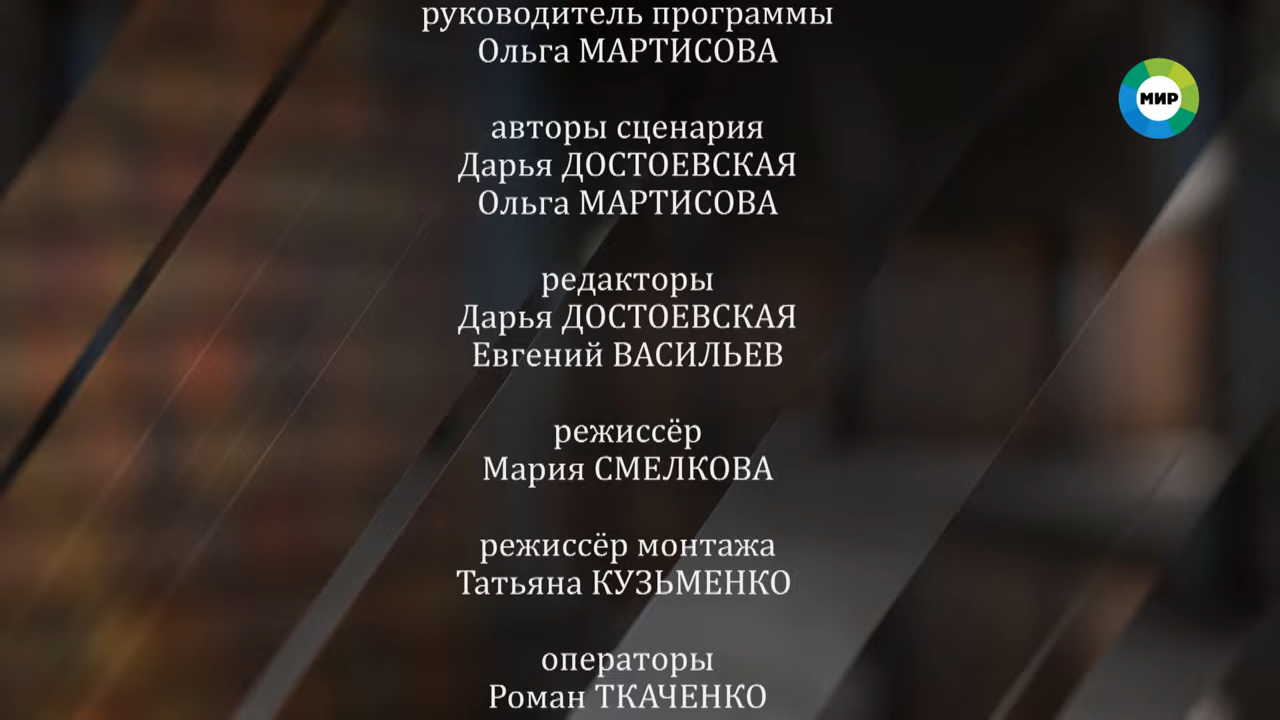 руководитель программы
Ольга МАРТИСОВА
МИР
авторы сценария
Дарья ДОСТОЕВСКАЯ
Ольга МАРТИСОВА
редакторы
Дарья ДОСТОЕВСКАЯ
Евгений ВАСИЛЬЕВ
режиссёр
Мария СМЕЛКОВА
режиссёр монтажа
Татьяна КУЗЬМЕНКО
операторы
Роман ТКАЧЕНКО